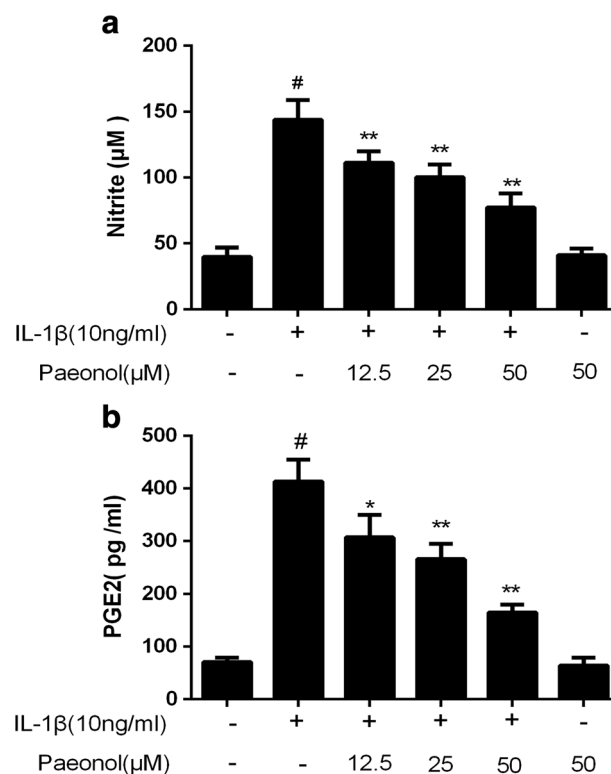 a
200
150
100
50
0
Nitrite (µM)
#
**
**
**
IL-1β(10ng/ml) - + + + + -
Paeonol(µM) - - 12.5 25 50 50
b
500
400
300
200
100
0
PGE2( pg /ml)
#
*
**
**
IL-1β(10ng/ml) - + + + + -
Paeonol(µM) - - 12.5 25 50 50